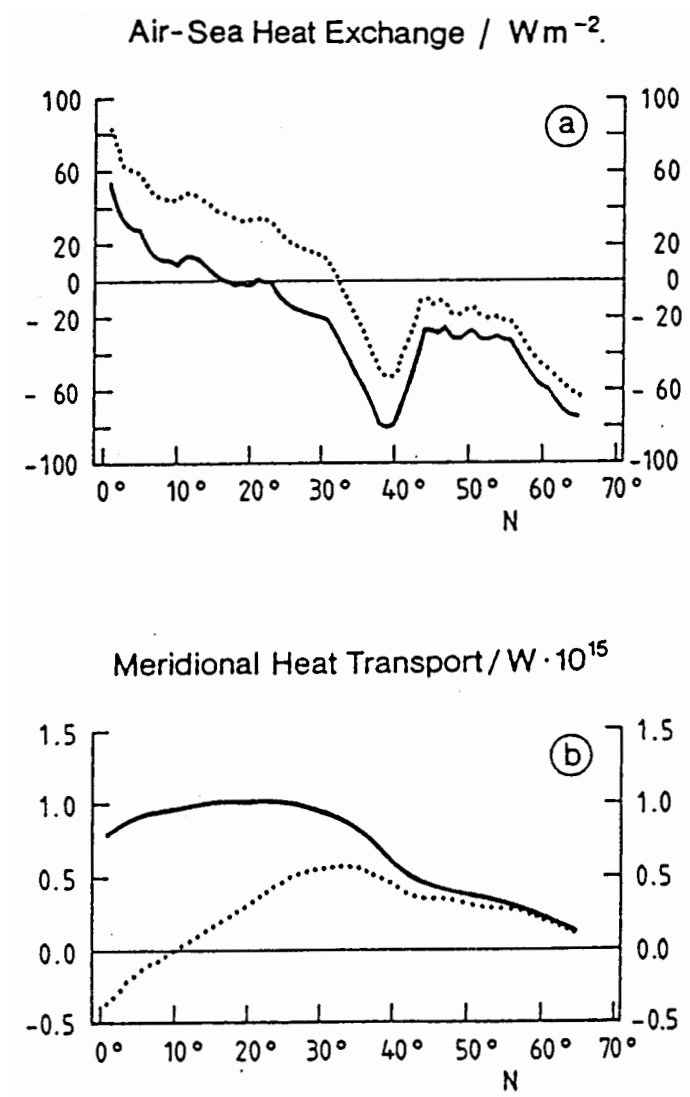 Air-Sea Heat Exchange / Wm⁻².
a
100 100
60 60
20 20
0 0
- 20 - 20
- 60 - 60
-100 -100
0° 10° 20° 30° 40° 50° 60° 70°
N
Meridional Heat Transport/W·10¹⁵
b
1.5 1.5
1.0 1.0
0.5 0.5
0.0 0.0
-0.5 -0.5
0° 10° 20° 30° 40° 50° 60° 70°
N